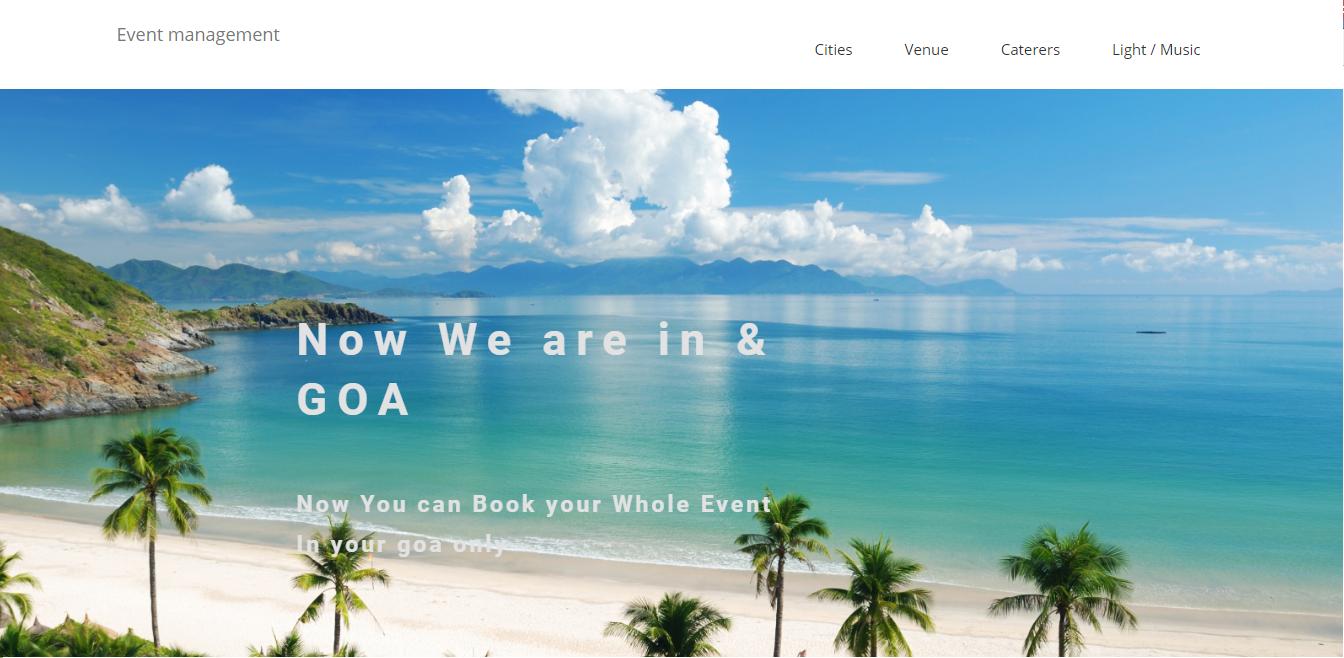 Event management
Cities Venue Caterers Light / Music
Now We are in &
GOA
Now You can Book your Whole Event
In your goa only